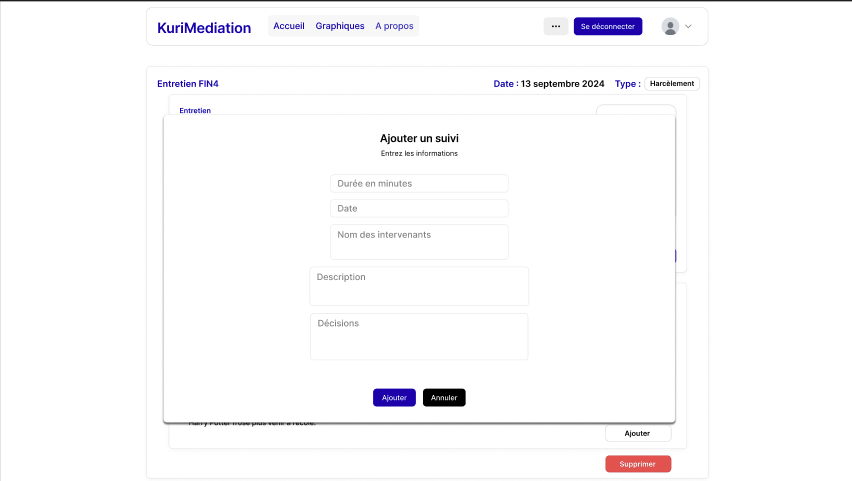 KuriMediation
Accueil Graphiques A propos
... Se déconnecter
Entretien FIN4
Date : 13 septembre 2024 Type : Harcèlement
Entretien
Ajouter un suivi
Entrez les informations
Durée en minutes
Date
Nom des intervenants
Description
Décisions
Ajouter Annuler
Harry Potter n'ose plus venir à l'école.
Ajouter
Supprimer